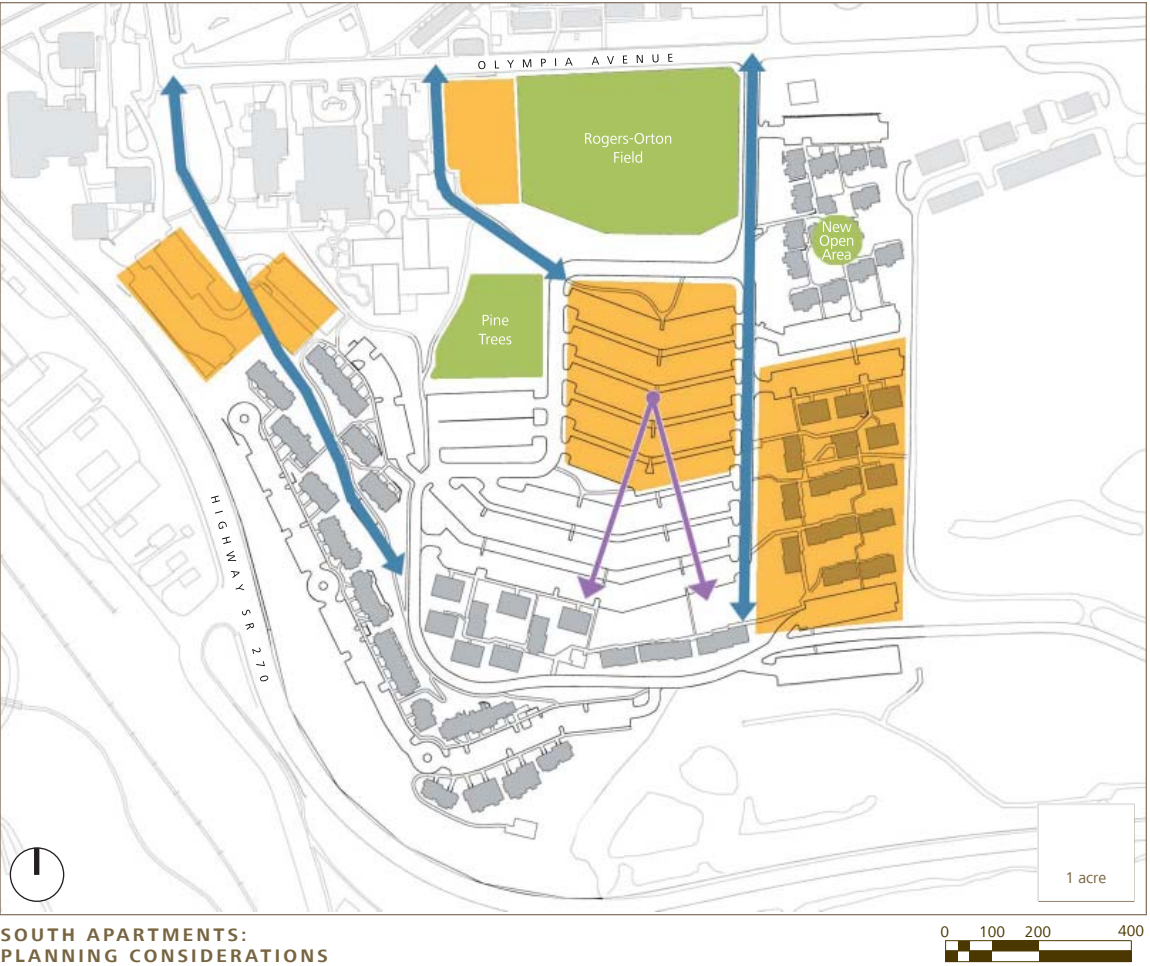 OLYMPIA AVENUE
Rogers-Orton
Field
New
Open
Area
Pine
Trees
HIGHWAY SR 270
1 acre
SOUTH APARTMENTS:
PLANNING CONSIDERATIONS
0 100 200 400